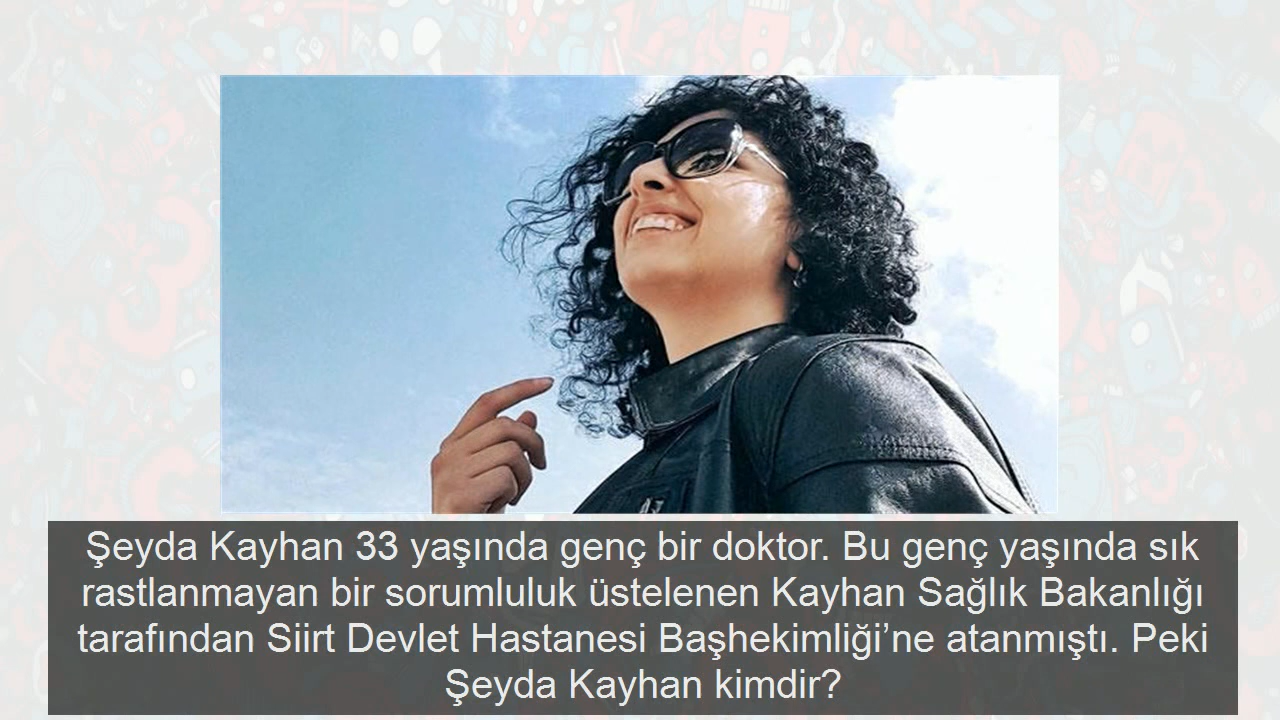 Şeyda Kayhan 33 yaşında genç bir doktor. Bu genç yaşında sık
rastlanmayan bir sorumluluk üstelenen Kayhan Sağlık Bakanlığı
tarafından Siirt Devlet Hastanesi Başhekimliği’ne atanmıştı. Peki
Şeyda Kayhan kimdir?